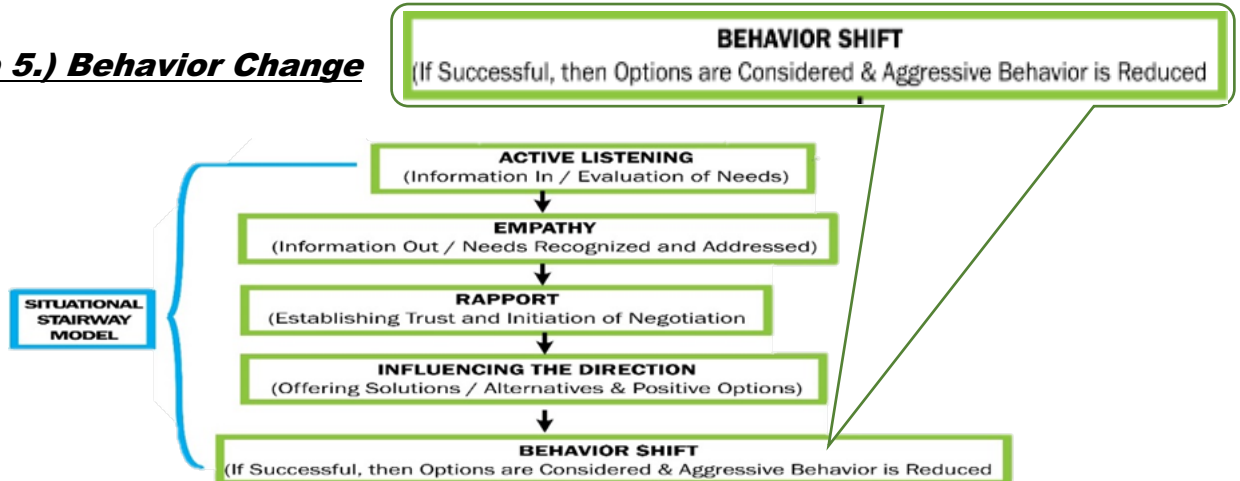 5.) Behavior Change
BEHAVIOR SHIFT
(If Successful, then Options are Considered & Aggressive Behavior is Reduced
ACTIVE LISTENING
(Information In / Evaluation of Needs)
EMPATHY
(Information Out / Needs Recognized and Addressed)
RAPPORT
(Establishing Trust and Initiation of Negotiation
SITUATIONAL
STAIRWAY
MODEL
INFLUENCING THE DIRECTION
(Offering Solutions / Alternatives & Positive Options)
BEHAVIOR SHIFT
(If Successful, then Options are Considered & Aggressive Behavior is Reduced